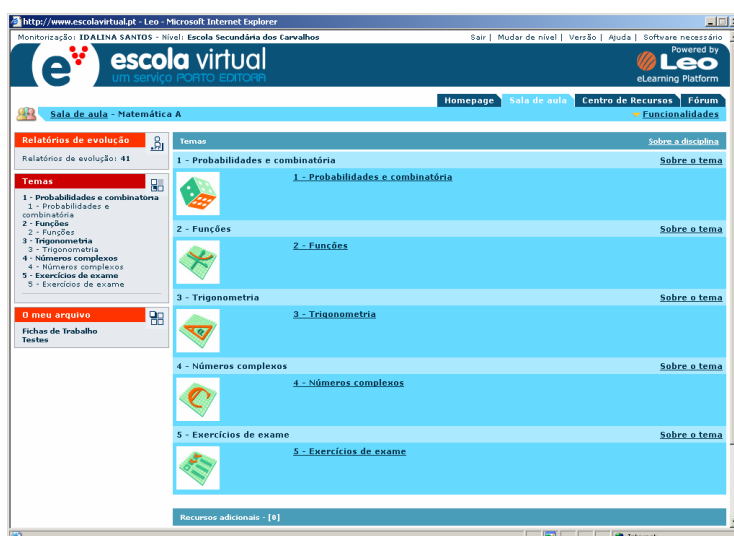 http://www.escolavirtual.pt - Leo - Microsoft Internet Explorer
Monitorização: IDALINA SANTOS - Nível: Escola Secundária dos Carvalhos
Sair | Mudar de nível | Versão | Ajuda | Software necessário
e
escola virtual
um serviço PORTO EDITORA
Powered by
Leo
eLearning Platform
Homepage Sala de aula Centro de Recursos Fórum
Sala de aula - Matemática A
Funcionalidades
Relatórios de evolução
Relatórios de evolução: 41
Temas
1 - Probabilidades e combinatória
1 - Probabilidades e
combinatória
2 - Funções
2 - Funções
3 - Trigonometria
3 - Trigonometria
4 - Números complexos
4 - Números complexos
5 - Exercícios de exame
5 - Exercícios de exame
O meu arquivo
Fichas de Trabalho
Testes
Temas Sobre a disciplina
1 - Probabilidades e combinatória Sobre o tema
1 - Probabilidades e combinatória
2 - Funções Sobre o tema
2 - Funções
3 - Trigonometria Sobre o tema
3 - Trigonometria
4 - Números complexos Sobre o tema
4 - Números complexos
5 - Exercícios de exame Sobre o tema
5 - Exercícios de exame
Recursos adicionais - [0]